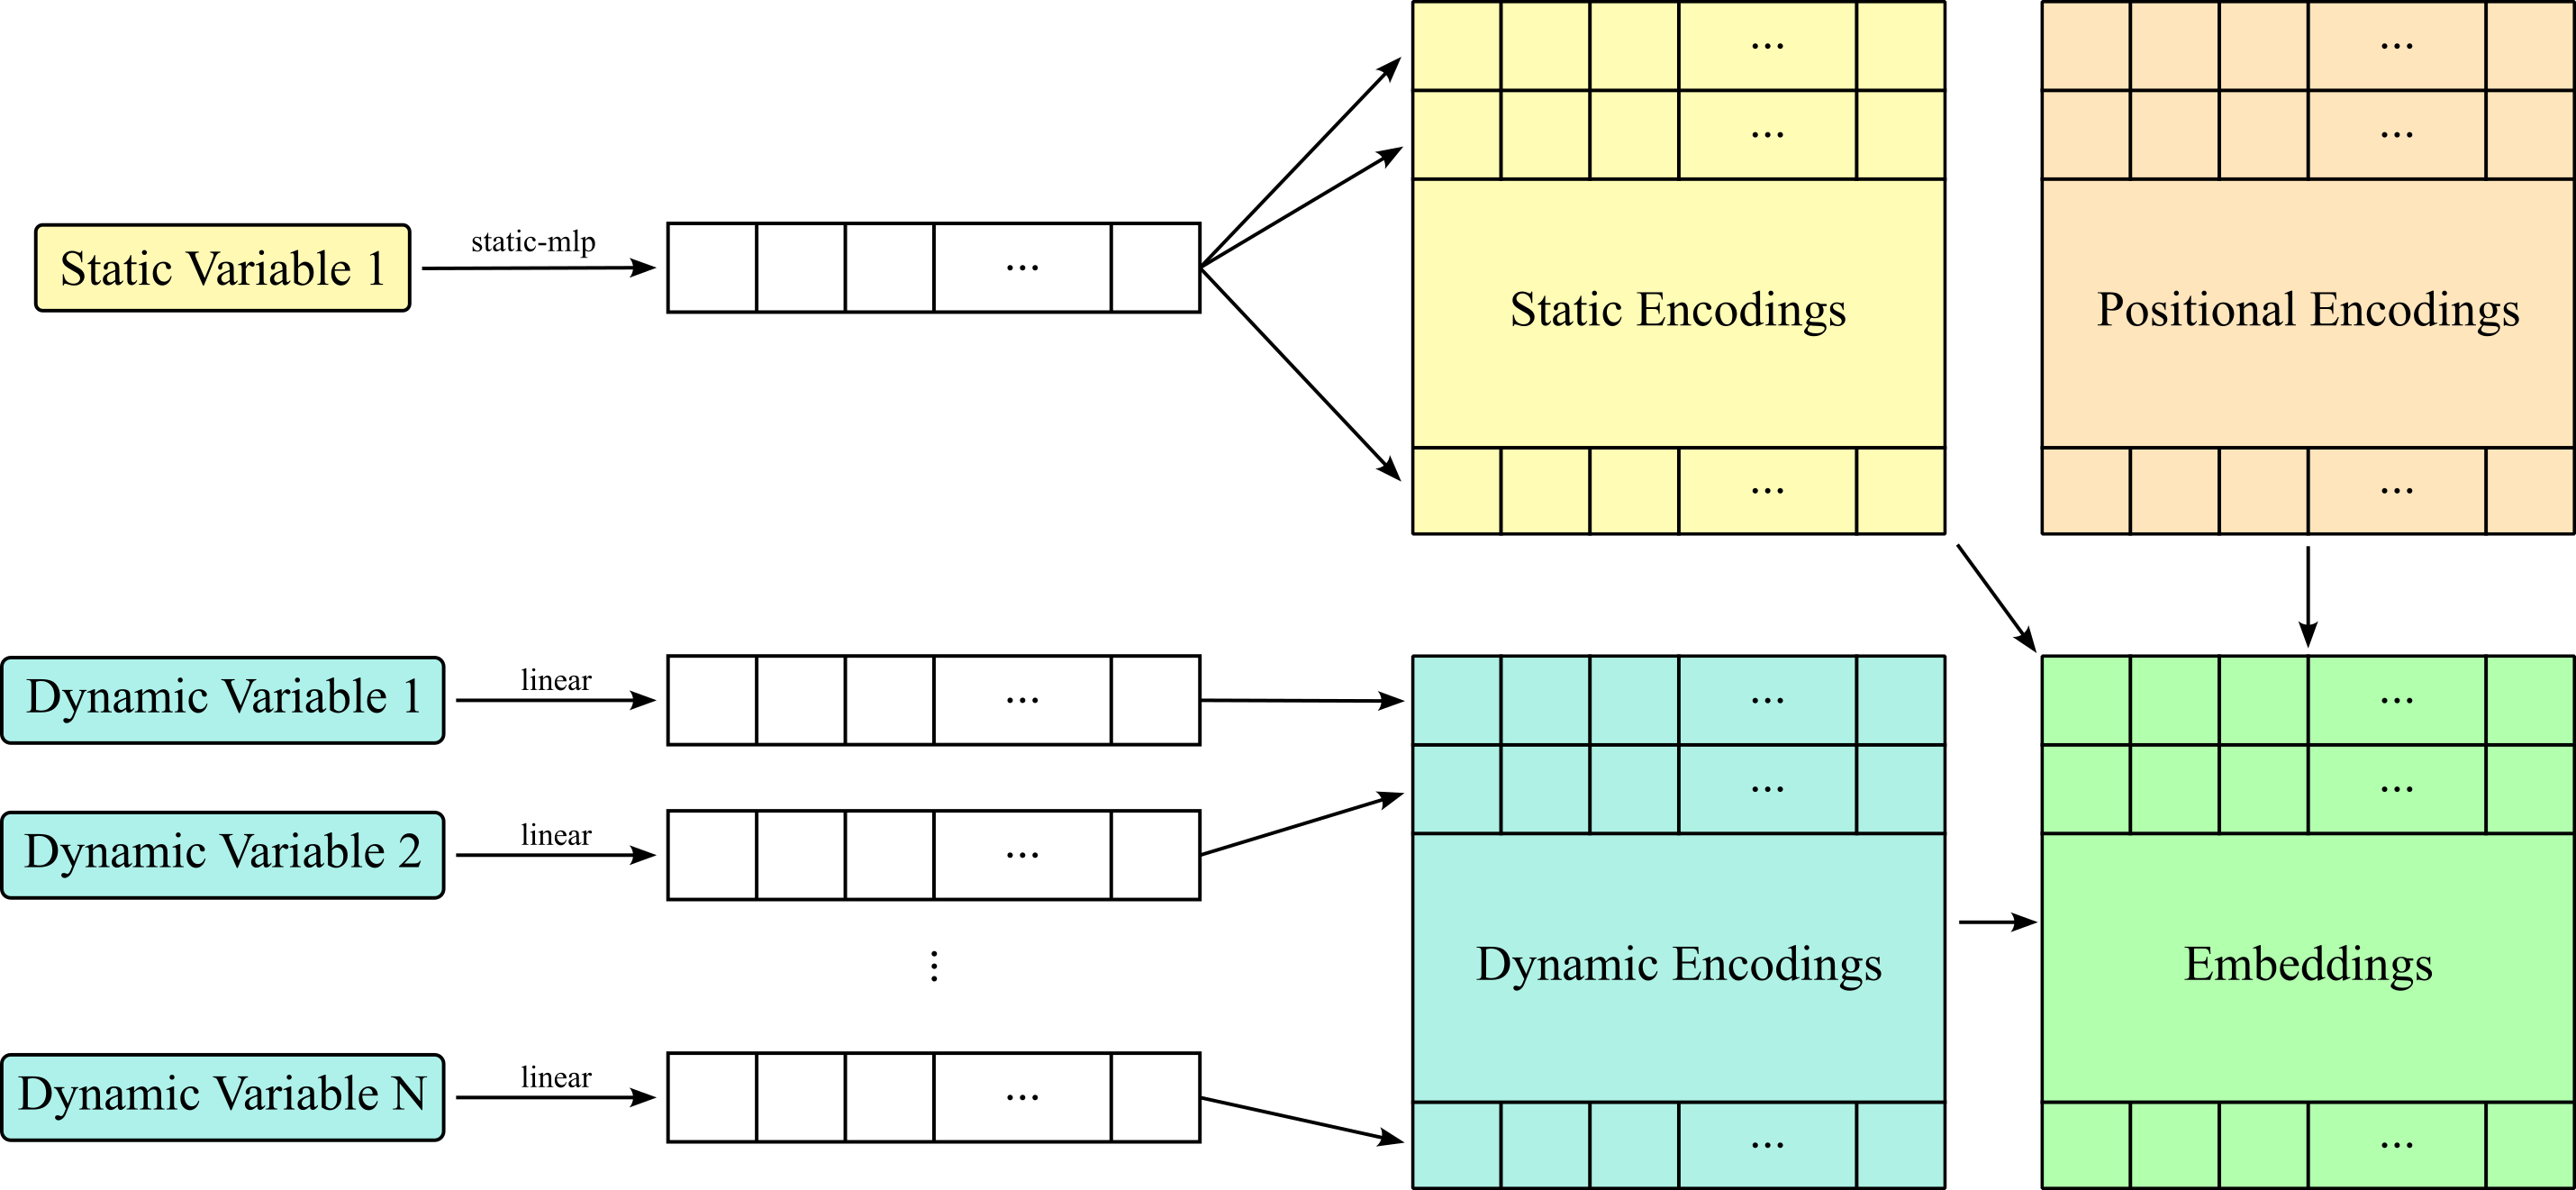 ...
...
static-mlp
Static Variable 1
...
Static Encodings
Positional Encodings
...
...
...
...
linear
Dynamic Variable 1
...
...
...
linear
Dynamic Variable 2
...
...
...
...
Dynamic Encodings
Embeddings
linear
Dynamic Variable N
...
...
...